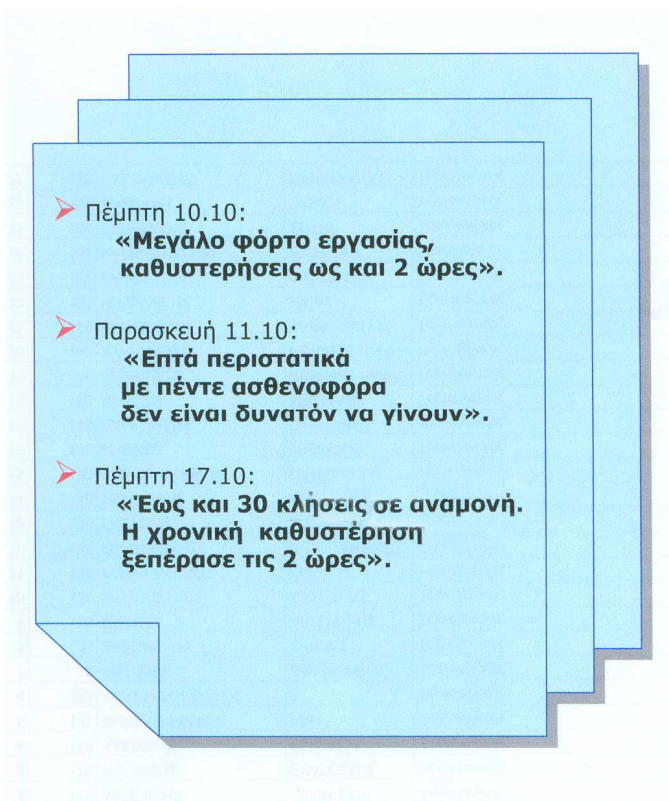 Πέμπτη 10.10:
«Μεγάλο φόρτο εργασίας,
καθυστερήσεις ως και 2 ώρες».
Παρασκευή 11.10:
«Επτά περιστατικά
με πέντε ασθενοφόρα
δεν είναι δυνατόν να γίνουν».
Πέμπτη 17.10:
«Έως και 30 κλήσεις σε αναμονή.
Η χρονική καθυστέρηση
ξεπέρασε τις 2 ώρες».